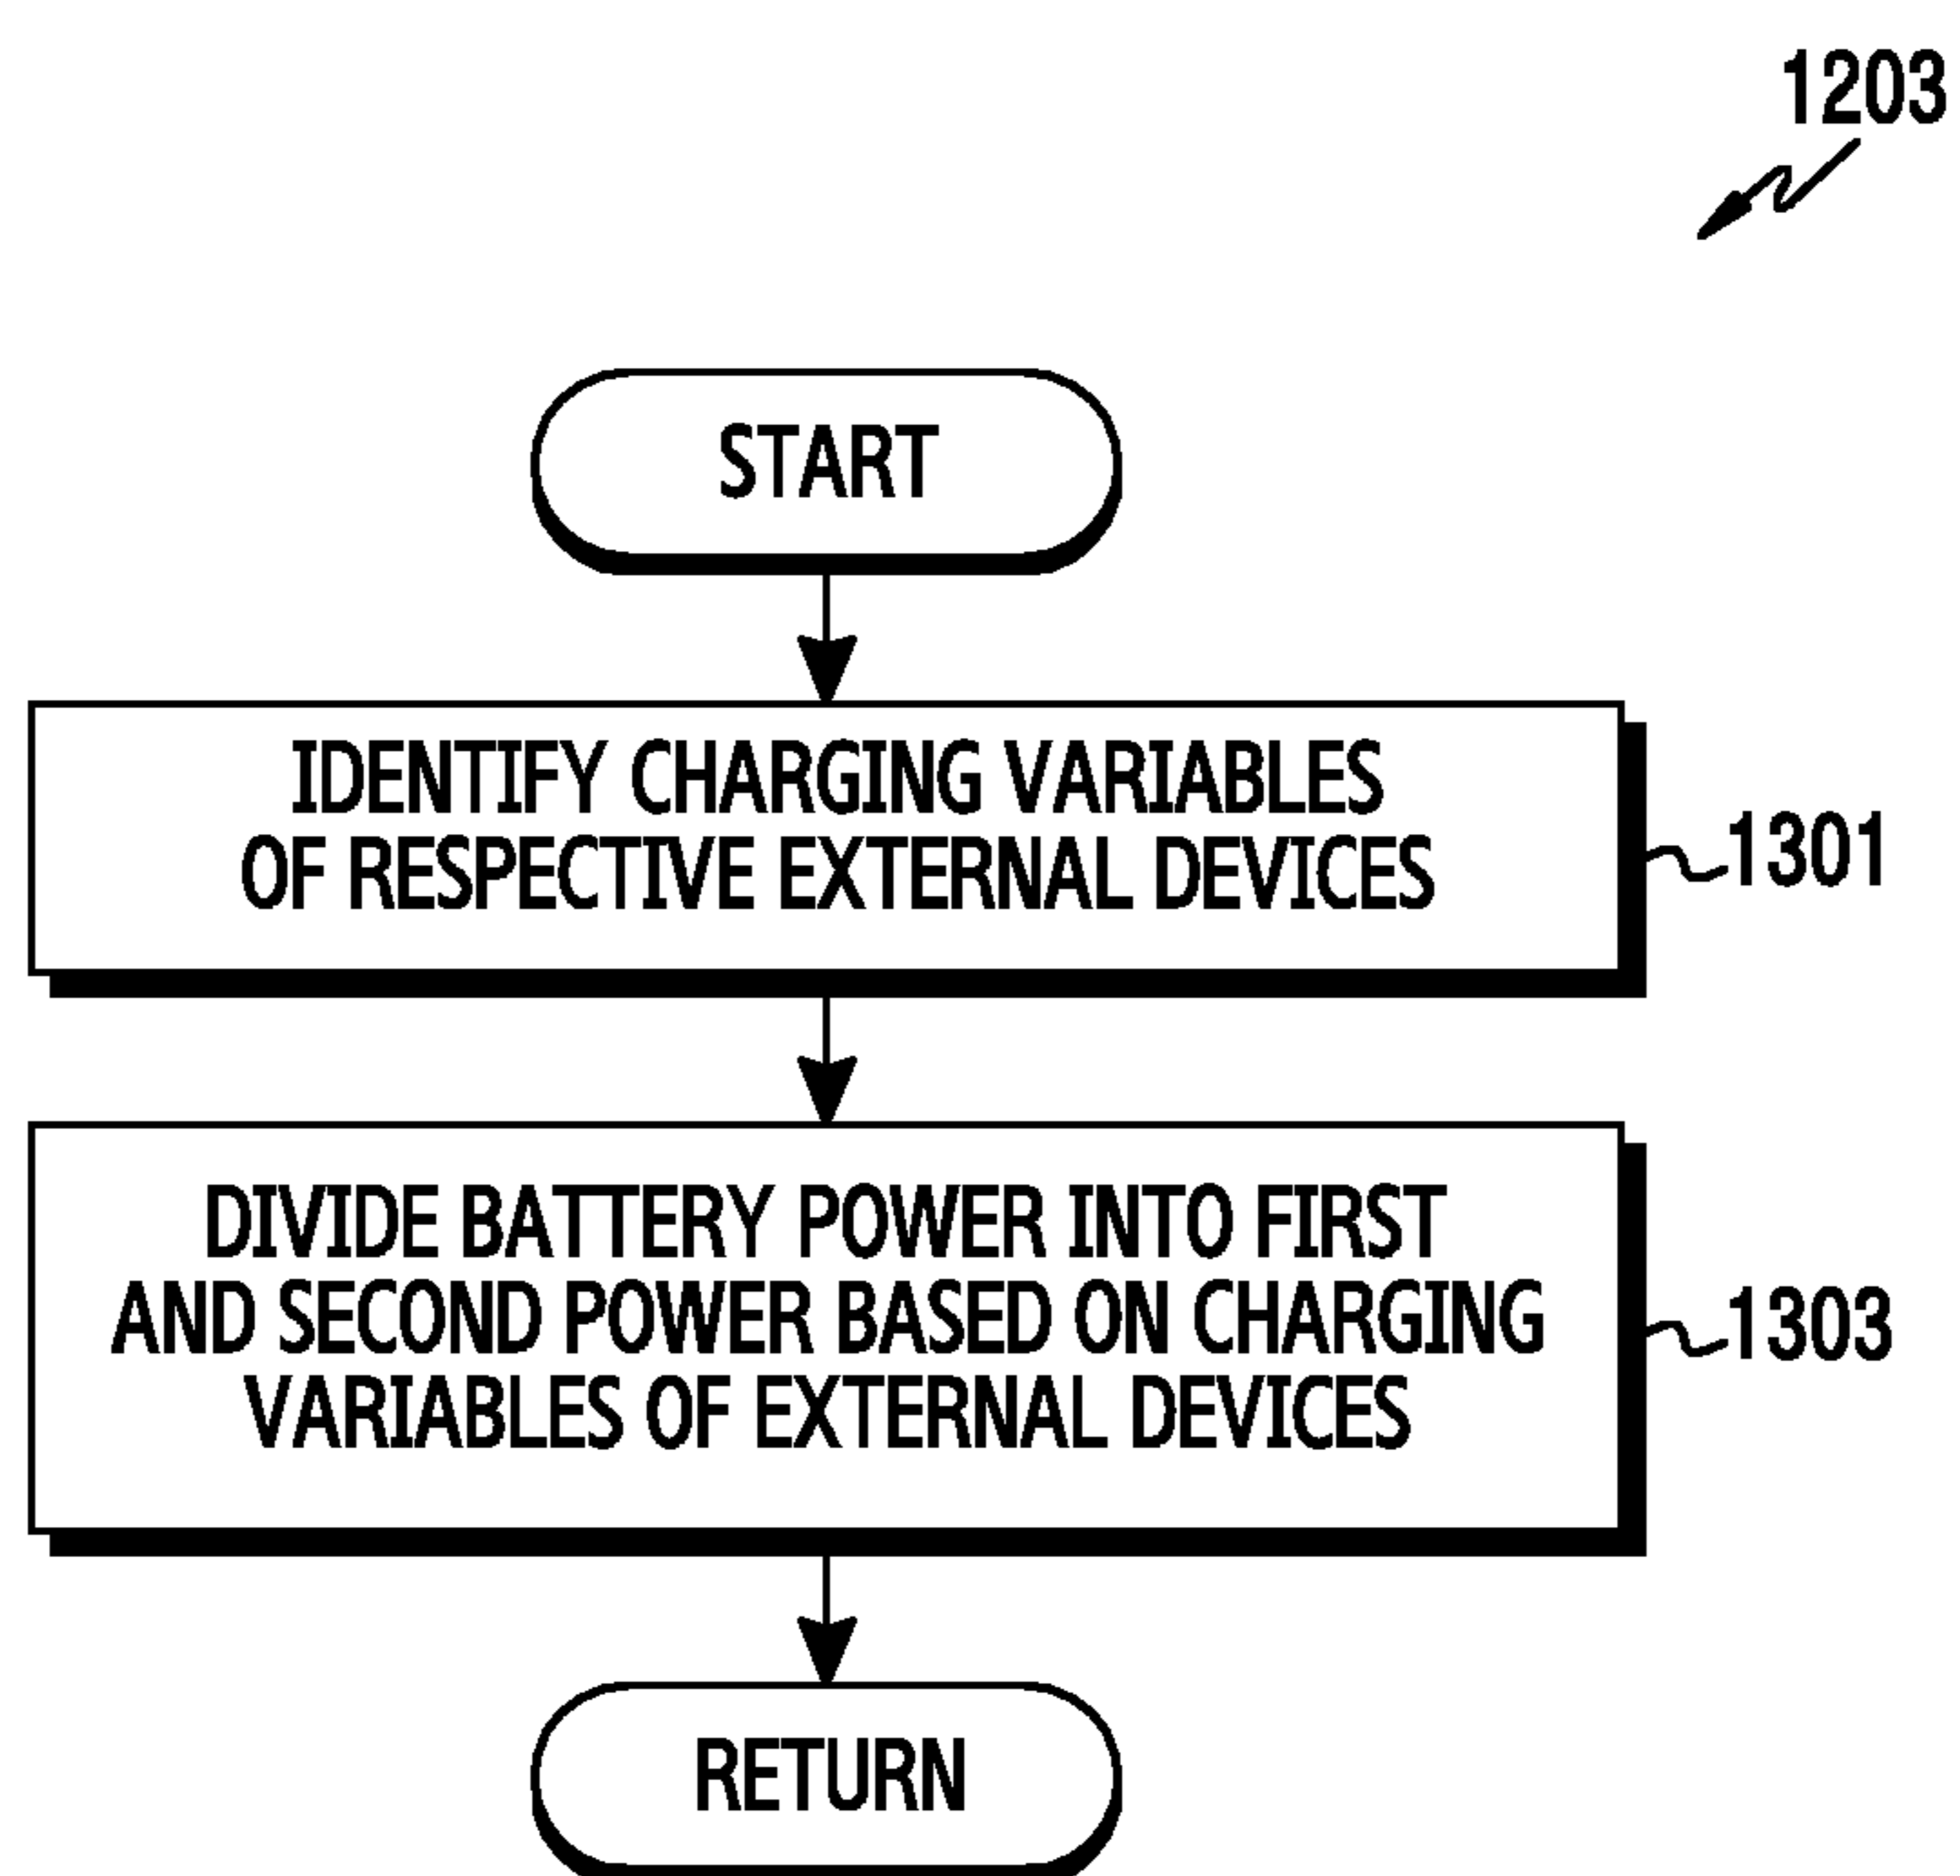 1203
START
IDENTIFY CHARGING VARIABLES
OF RESPECTIVE EXTERNAL DEVICES
1301
DIVIDE BATTERY POWER INTO FIRST
AND SECOND POWER BASED ON CHARGING
VARIABLES OF EXTERNAL DEVICES
1303
RETURN